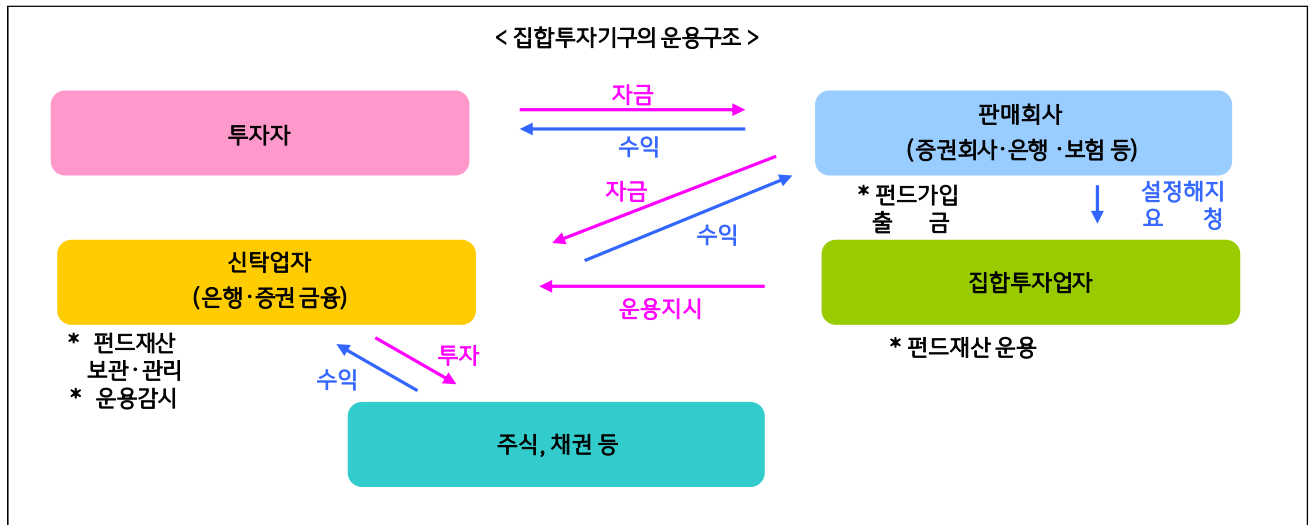 < 집합투자기구의 운용구조 >
투자자
자금
수익
판매회사
(증권회사·은행 ·보험 등)
자금
수익
* 펀드가입
출 금
설정해지
요 청
신탁업자
(은행·증권 금융)
운용지시
집합투자업자
* 펀드재산
보관·관리
* 운용감시
* 펀드재산 운용
투자
수익
주식, 채권 등